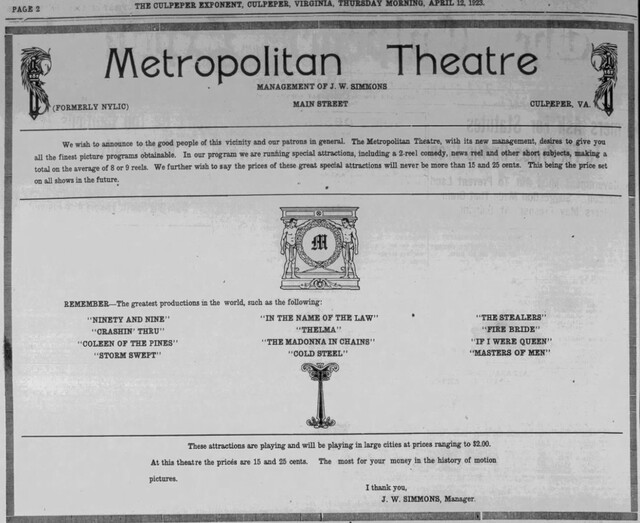 PAGE 2
THE CULPEPER EXPONENT, CULPEPER, VIRGINIA, THURSDAY MORNING, APRIL 12, 1923.
Metropolitan Theatre
MANAGEMENT OF J. W. SIMMONS
(FORMERLY NYLIC) MAIN STREET CULPEPER, VA.
We wish to announce to the good people of this vicinity and our patrons in general. The Metropolitan Theatre, with its new management, desires to give you
all the finest picture programs obtainable. In our program we are running special attractions, including a 2-reel comedy, news reel and other short subjects, making a
total on the average of 8 or 9 reels. We further wish to say the prices of these great special attractions will never be more than 15 and 25 cents. This being the price set
on all shows in the future.
M
REMEMBER—The greatest productions in the world, such as the following:
"NINETY AND NINE" "IN THE NAME OF THE LAW" "THE STEALERS"
"CRASHIN' THRU" "THELMA" "FIRE BRIDE"
"COLEEN OF THE PINES" "THE MADONNA IN CHAINS" "IF I WERE QUEEN"
"STORM SWEPT" "COLD STEEL" "MASTERS OF MEN"
These attractions are playing and will be playing in large cities at prices ranging to $2.00.
At this theatre the prices are 15 and 25 cents. The most for your money in the history of motion
pictures.
I thank you,
J. W. SIMMONS, Manager.